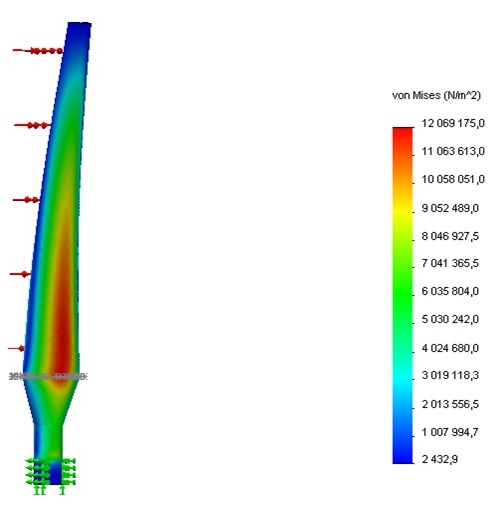 von Mises (N/m^2)
12 069 175,0
11 063 613,0
10 058 051,0
9 052 489,0
8 046 927,5
7 041 365,5
6 035 804,0
5 030 242,0
4 024 680,0
3 019 118,3
2 013 556,5
1 007 994,7
2 432,9